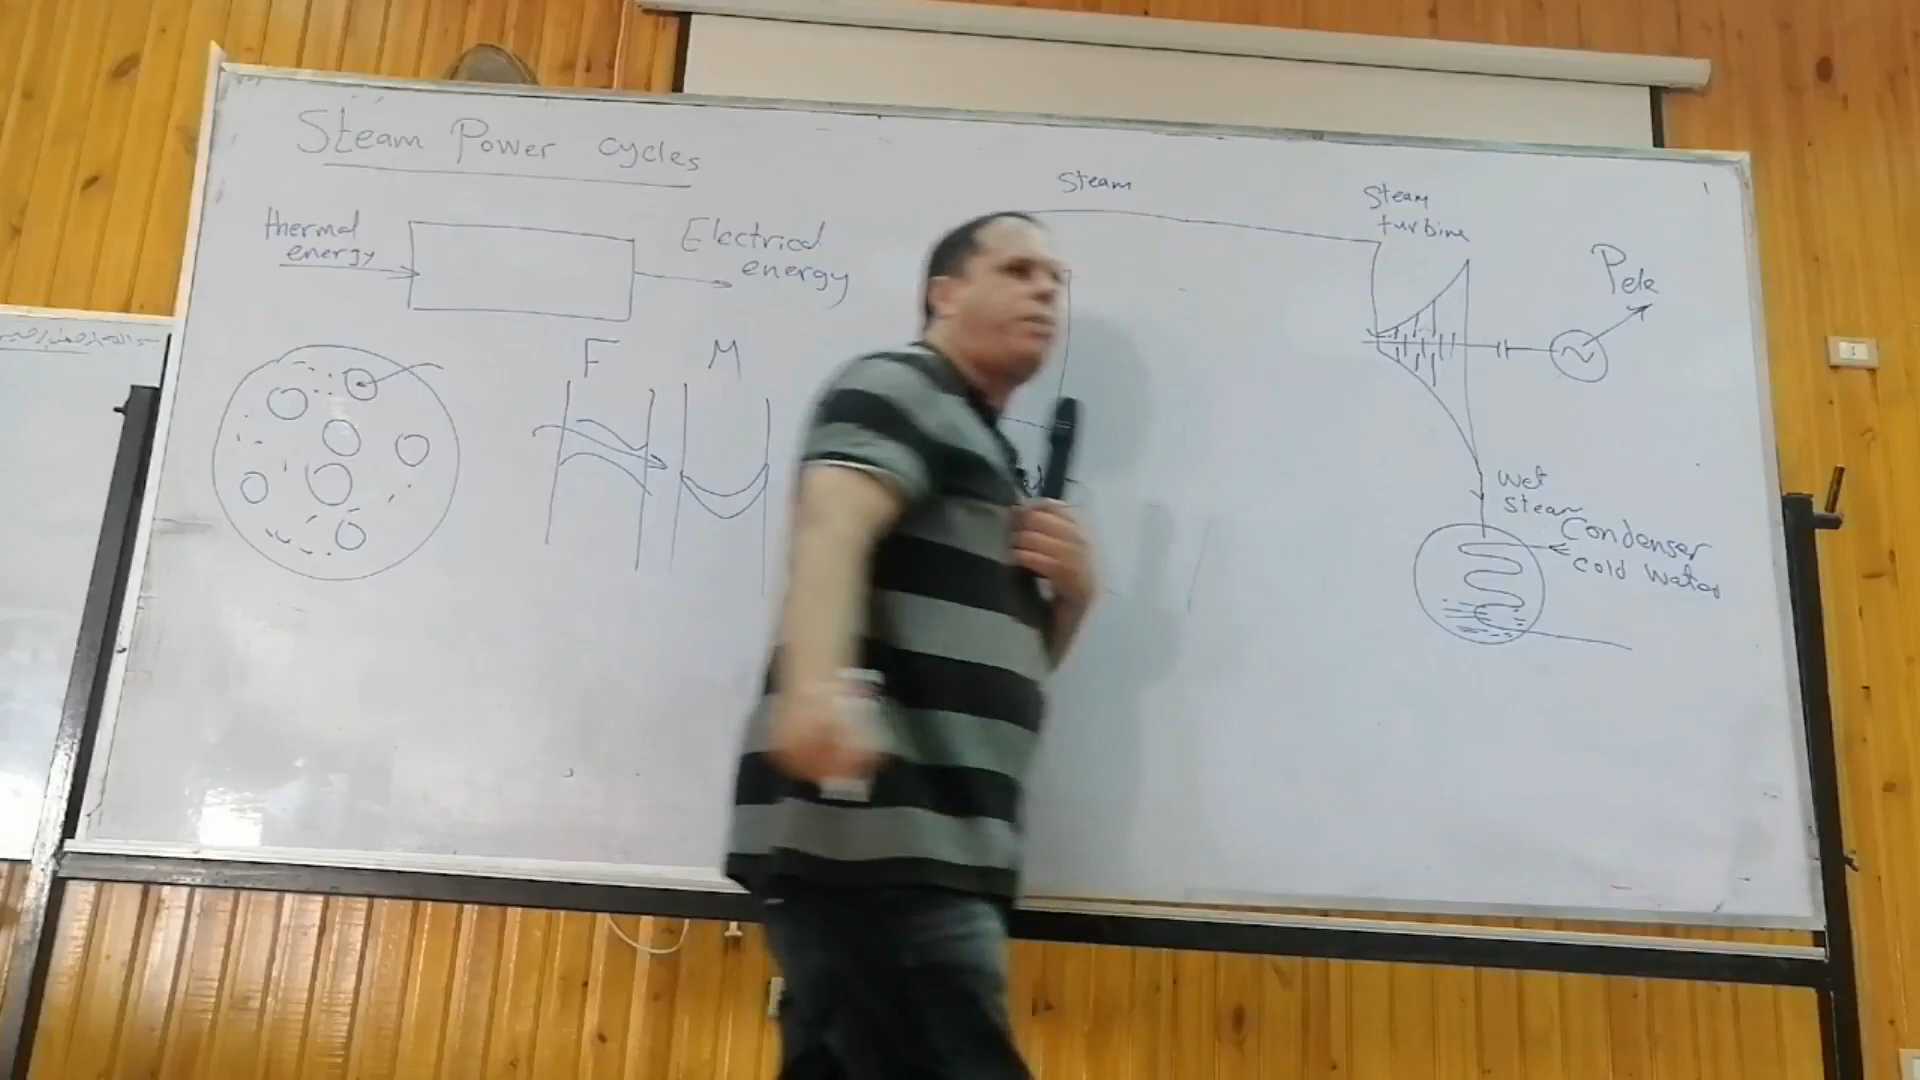 Steam Power cycles
thermal
energy
Electrical
energy
F
M
Steam
Steam
turbine
Pele
wet
steam
Condenser
cold water